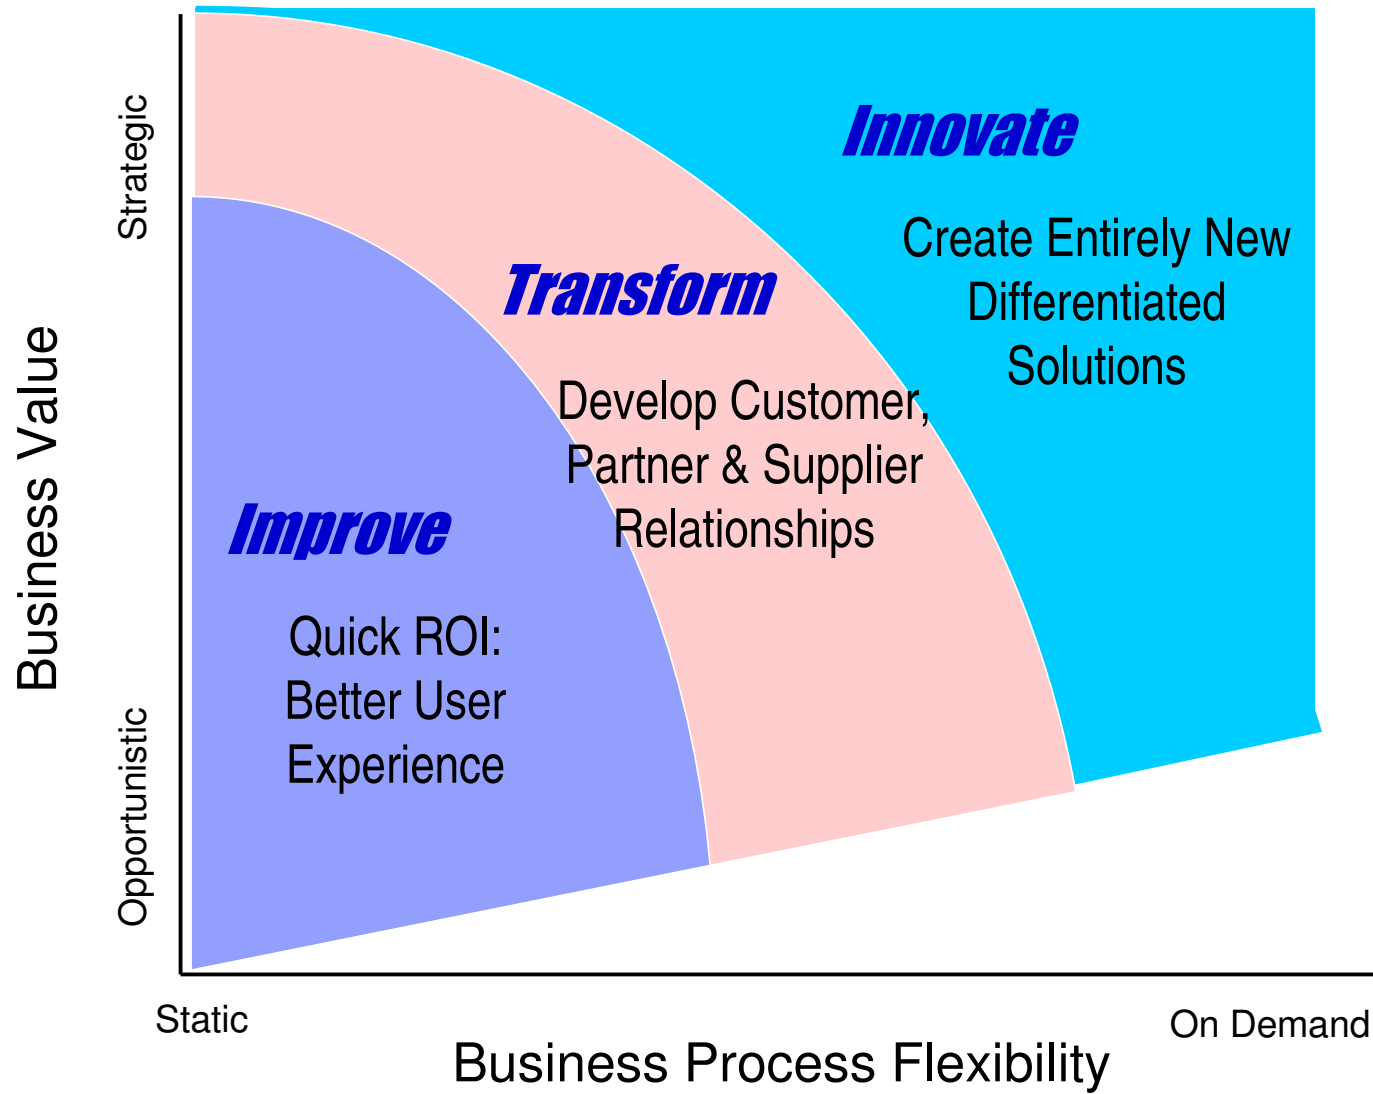 Innovate
Create Entirely New
Differentiated
Solutions
Transform
Develop Customer,
Partner & Supplier
Relationships
Improve
Quick ROI:
Better User
Experience
Business Value
Strategic
Opportunistic
Static
On Demand
Business Process Flexibility